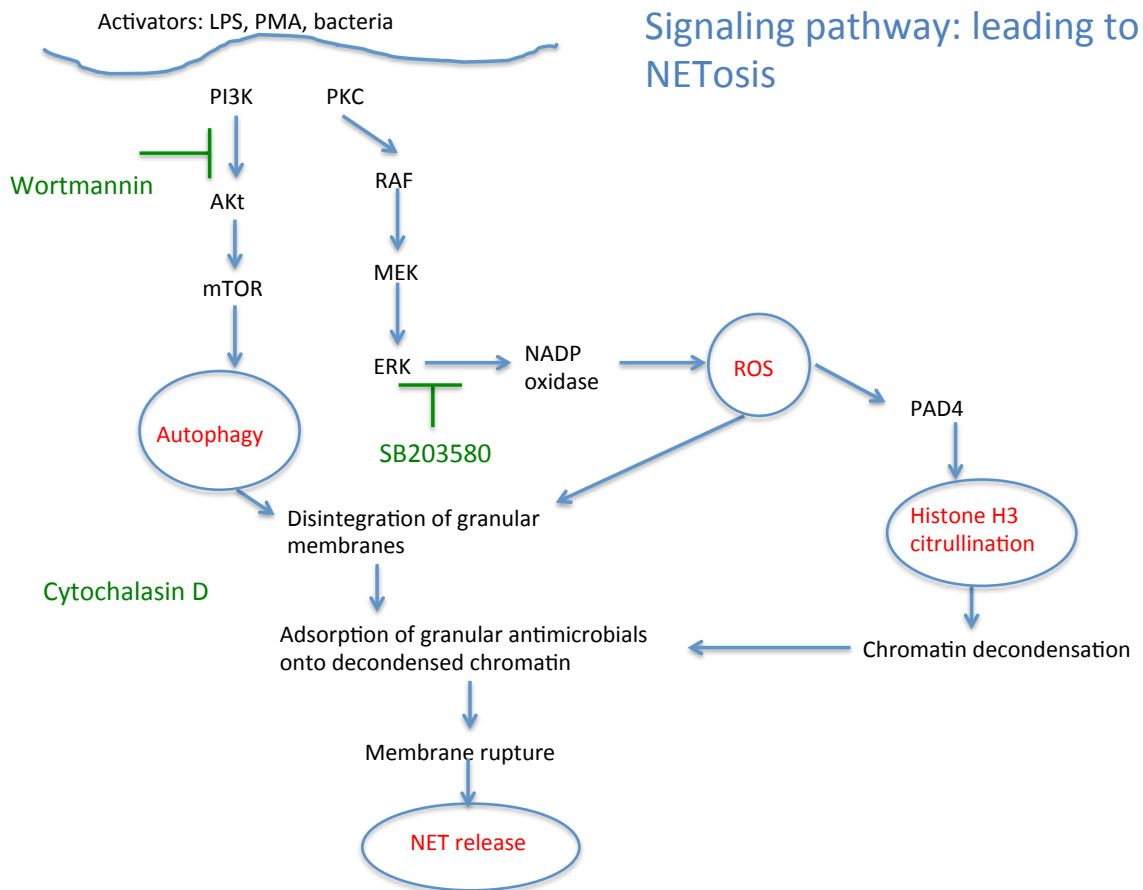 Activators: LPS, PMA, bacteria
Signaling pathway: leading to
NETosis
PI3K
PKC
Wortmannin
RAF
AKt
MEK
mTOR
ERK
NADP
oxidase
ROS
PAD4
Autophagy
SB203580
Disintegration of granular
membranes
Histone H3
citrullination
Cytochalasin D
Adsorption of granular antimicrobials
onto decondensed chromatin
Chromatin decondensation
Membrane rupture
NET release